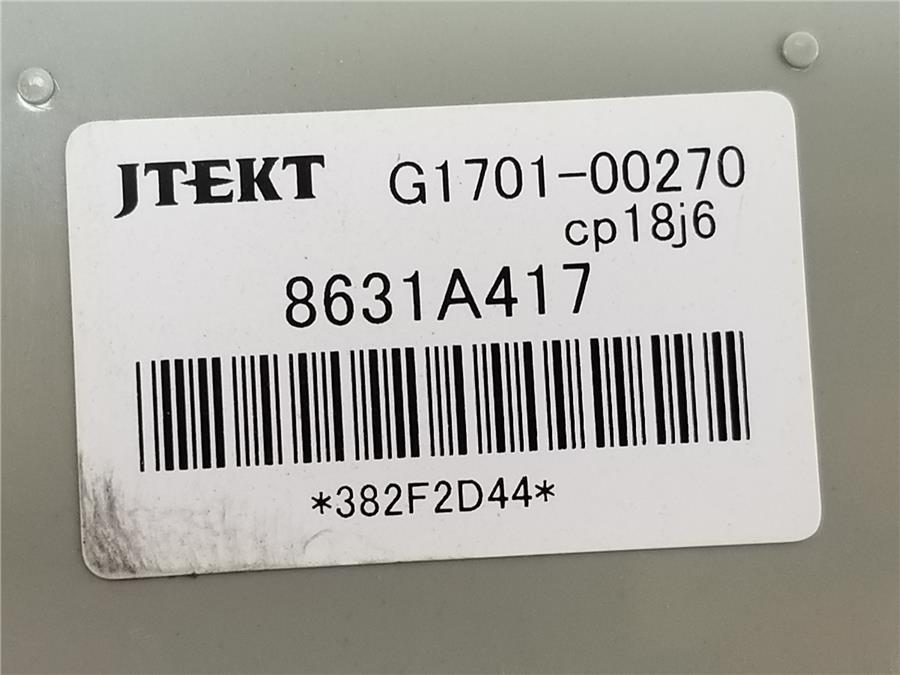 JTEKT G1701-00270
cp18j6
8631A417
*382F2D44*